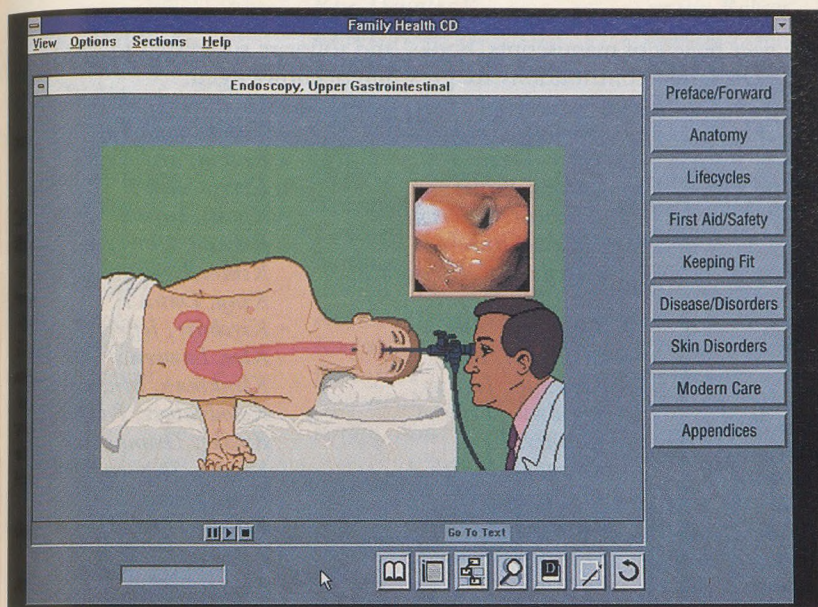 Family Health CD
View Options Sections Help
Endoscopy, Upper Gastrointestinal
Preface/Forward
Anatomy
Lifecycles
First Aid/Safety
Keeping Fit
Disease/Disorders
Skin Disorders
Modern Care
Appendices
Go To Text
D